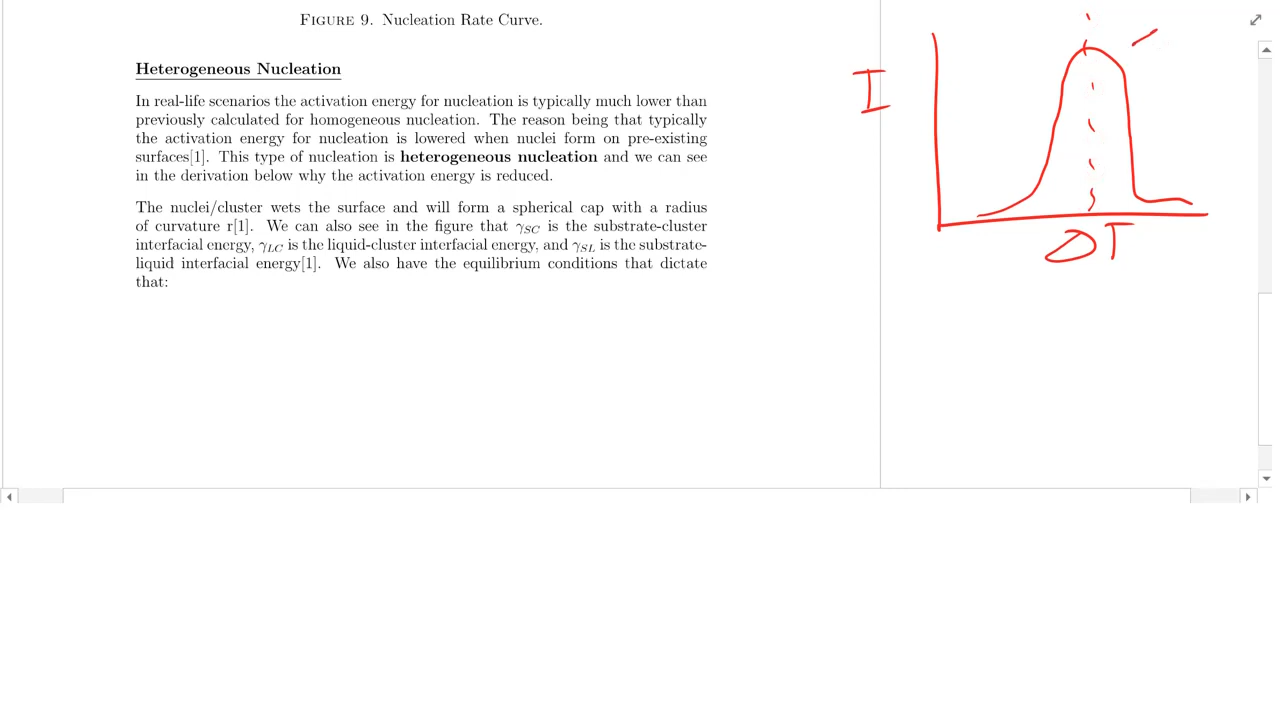 FIGURE 9. Nucleation Rate Curve.
Heterogeneous Nucleation
In real-life scenarios the activation energy for nucleation is typically much lower than
previously calculated for homogeneous nucleation. The reason being that typically
the activation energy for nucleation is lowered when nuclei form on pre-existing
surfaces[1]. This type of nucleation is heterogeneous nucleation and we can see
in the derivation below why the activation energy is reduced.
The nuclei/cluster wets the surface and will form a spherical cap with a radius
of curvature r[1]. We can also see in the figure that γSC is the substrate-cluster
interfacial energy, γLC is the liquid-cluster interfacial energy, and γSL is the substrate-
liquid interfacial energy[1]. We also have the equilibrium conditions that dictate
that:
I
ΔT